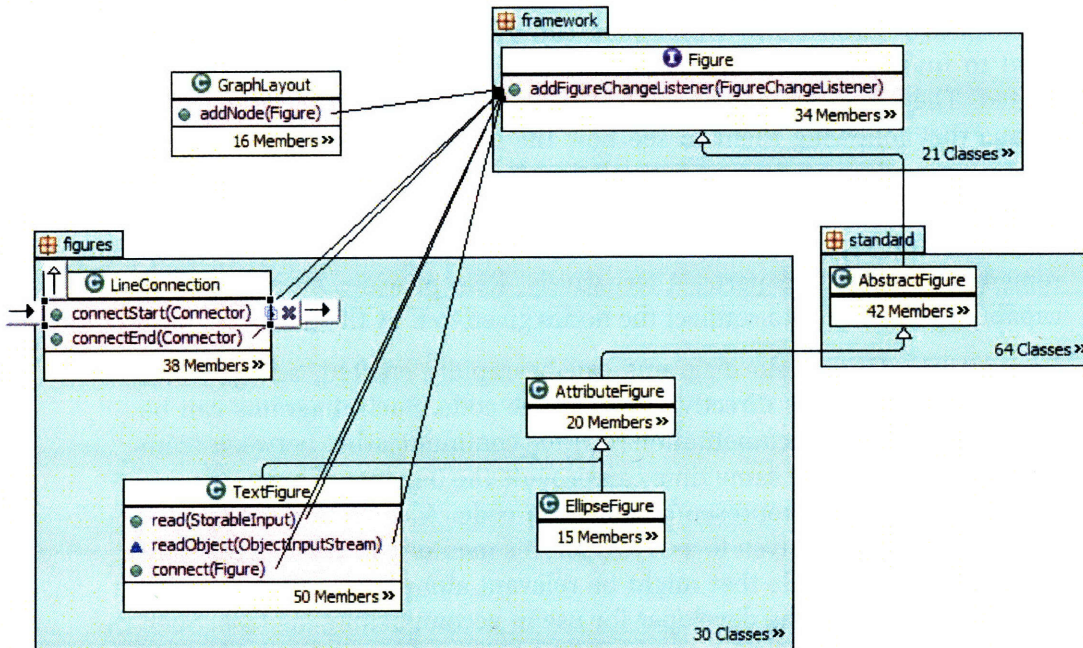 framework
Figure
addFigureChangeListener(FigureChangeListener)
34 Members »
21 Classes »
GraphLayout
addNode(Figure)
16 Members »
figures
LineConnection
connectStart(Connector)
connectEnd(Connector)
38 Members »
standard
AbstractFigure
42 Members »
64 Classes »
AttributeFigure
20 Members »
TextFigure
read(StorableInput)
readObject(ObjectInputStream)
connect(Figure)
50 Members »
EllipseFigure
15 Members »
30 Classes »